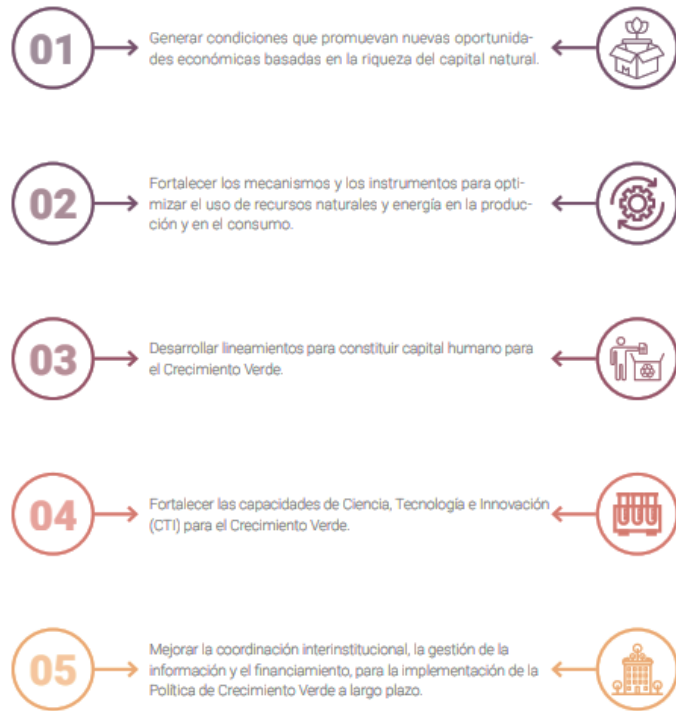 01
Generar condiciones que promuevan nuevas oportunida-
des económicas basadas en la riqueza del capital natural.
02
Fortalecer los mecanismos y los instrumentos para opti-
mizar el uso de recursos naturales y energía en la produc-
ción y en el consumo.
03
Desarrollar lineamientos para constituir capital humano para
el Crecimiento Verde.
04
Fortalecer las capacidades de Ciencia, Tecnología e Innovación
(CTI) para el Crecimiento Verde.
05
Mejorar la coordinación interinstitucional, la gestión de la
información y el financiamiento, para la implementación de la
Política de Crecimiento Verde a largo plazo.